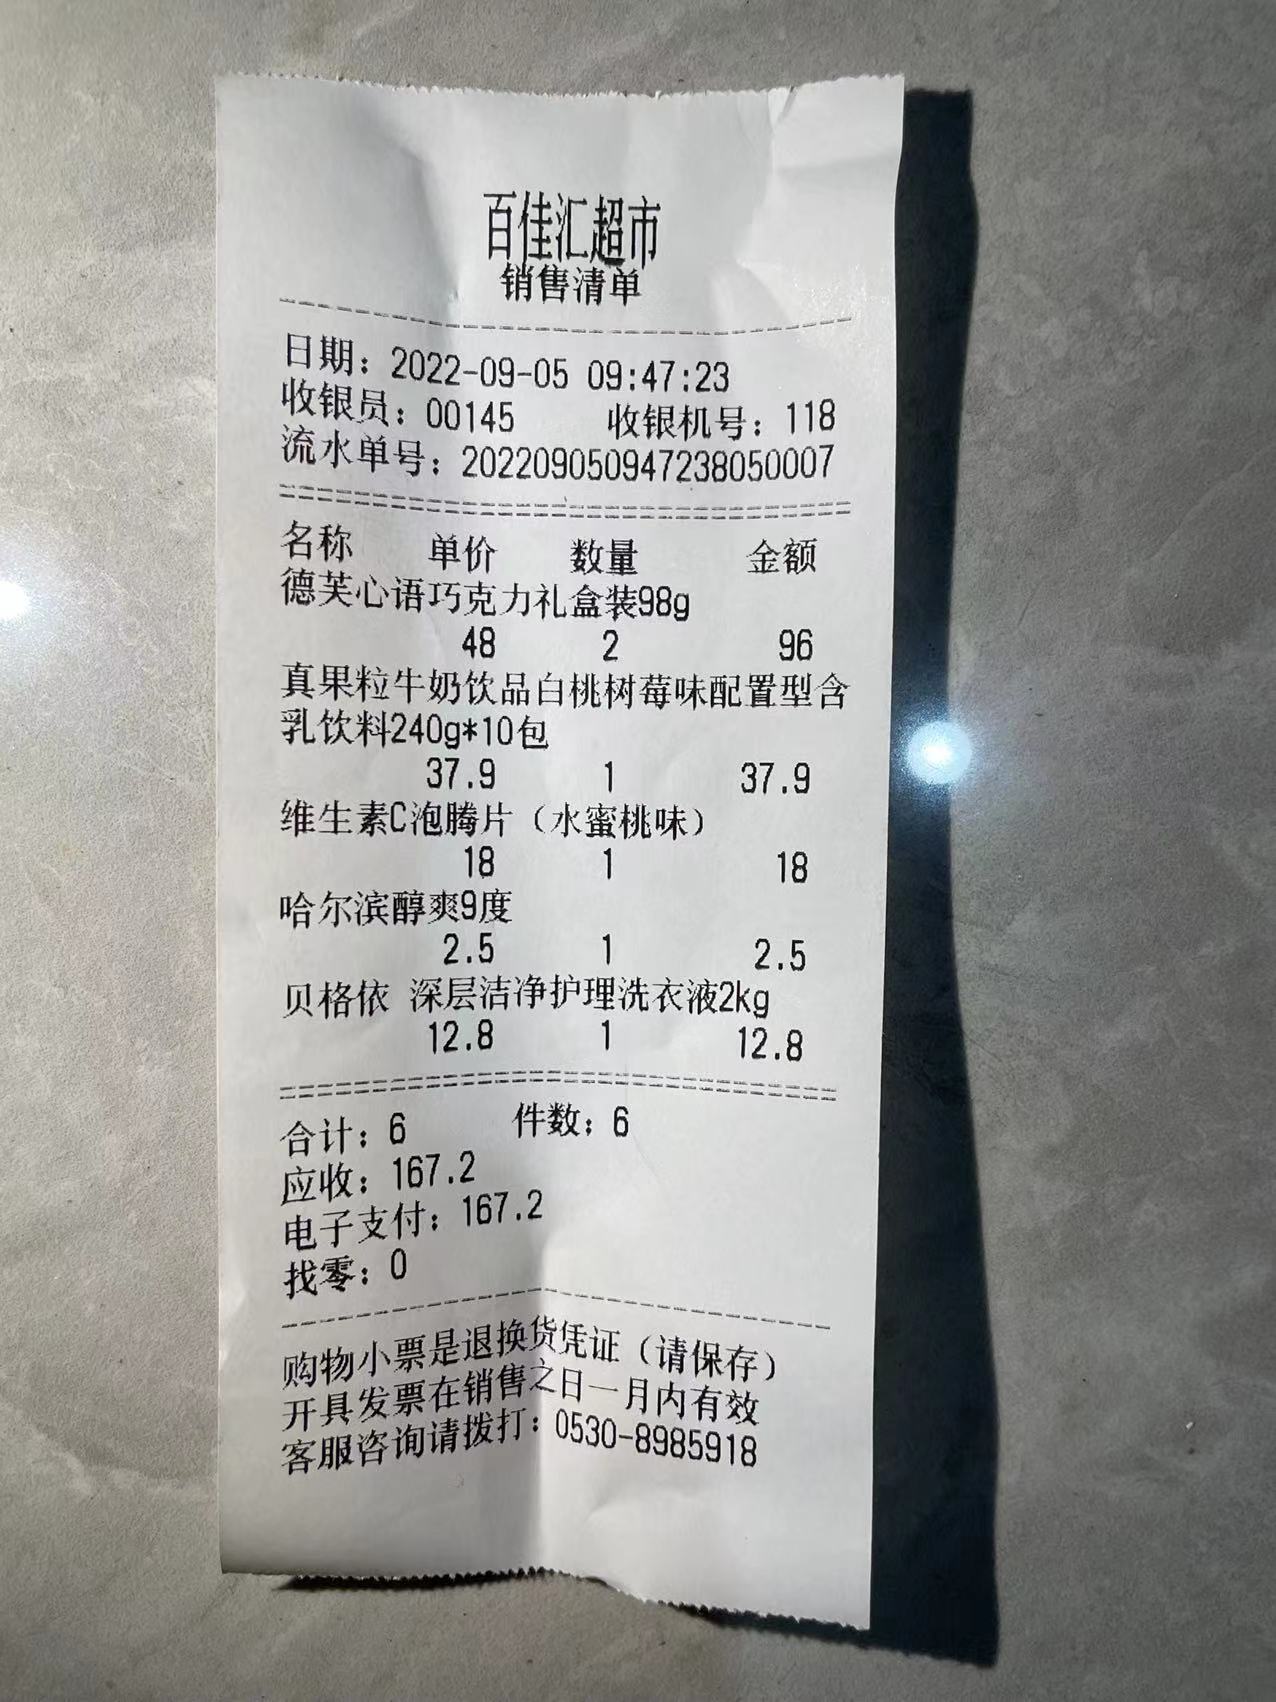 百佳汇超市
销售清单
日期：2022-09-05 09:47:23
收银员：00145 收银机号：118
流水单号：202209050947238050007
名称 单价 数量 金额
德芙心语巧克力礼盒装98g
48 2 96
真果粒牛奶饮品白桃树莓味配置型含
乳饮料240g*10包
37.9 1 37.9
维生素C泡腾片（水蜜桃味）
18 1 18
哈尔滨醇爽9度
2.5 1 2.5
贝格依 深层洁净护理洗衣液2kg
12.8 1 12.8
合计：6 件数：6
应收：167.2
电子支付：167.2
找零：0
购物小票是退换货凭证（请保存）
开具发票在销售之日一月内有效
客服咨询请拨打：0530-8985918